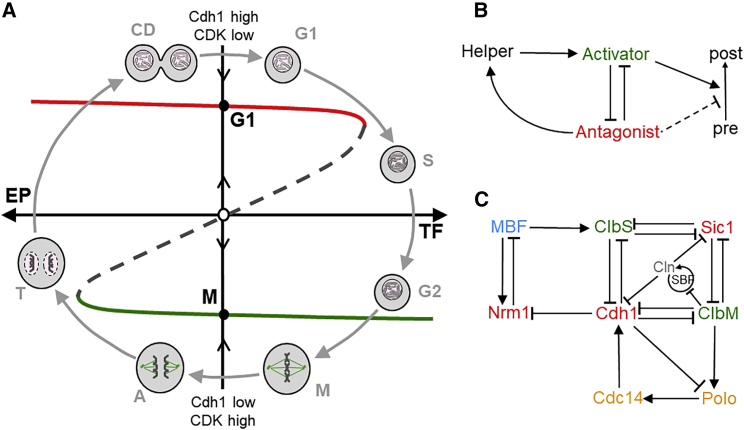 A
Cdh1 high
CDK low
CD
G1
G1
S
EP
TF
T
M
G2
A
M
Cdh1 low
CDK high
B
Helper
Activator
post
Antagonist
pre
C
MBF
ClbS
Sic1
Cln
SBF
Nrm1
Cdh1
ClbM
Cdc14
Polo